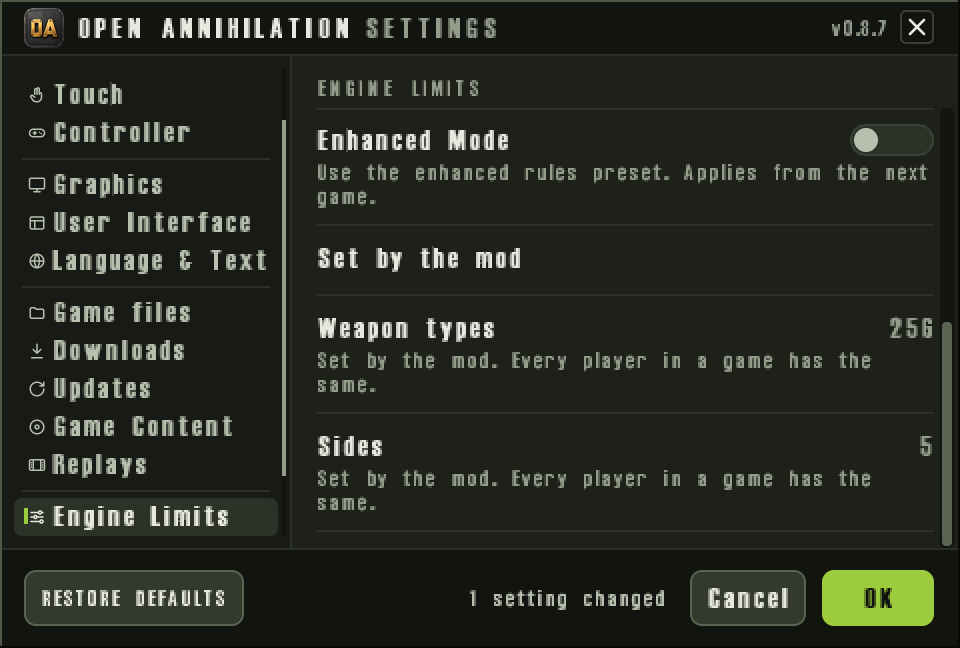 OA OPEN ANNIHILATION SETTINGS v0.8.7
Touch
Controller
Graphics
User Interface
Language & Text
Game files
Downloads
Updates
Game Content
Replays
Engine Limits
ENGINE LIMITS
Enhanced Mode
Use the enhanced rules preset. Applies from the next
game.
Set by the mod
Weapon types 256
Set by the mod. Every player in a game has the
same.
Sides 5
Set by the mod. Every player in a game has the
same.
RESTORE DEFAULTS 1 setting changed Cancel OK